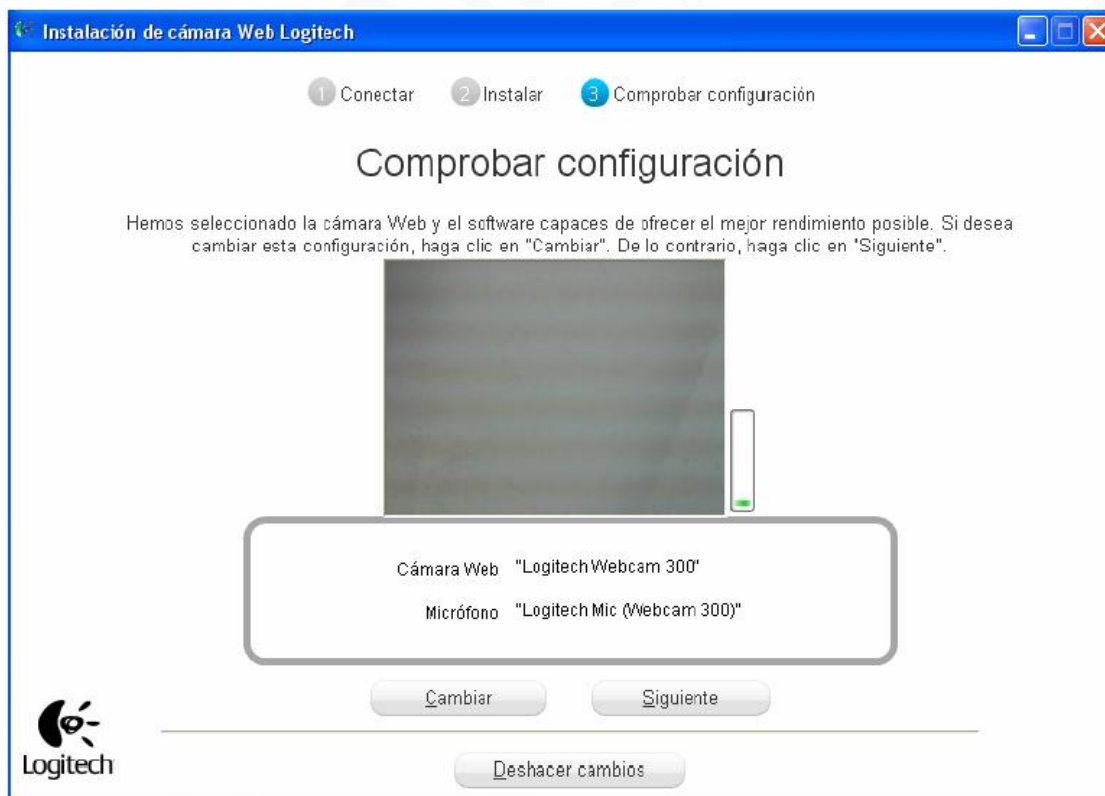 Instalación de cámara Web Logitech
1 Conectar 2 Instalar 3 Comprobar configuración
Comprobar configuración
Hemos seleccionado la cámara Web y el software capaces de ofrecer el mejor rendimiento posible. Si desea
cambiar esta configuración, haga clic en "Cambiar". De lo contrario, haga clic en "Siguiente".
Cámara Web "Logitech Webcam 300"
Micrófono "Logitech Mic (Webcam 300)"
Cambiar Siguiente
Logitech
Deshacer cambios